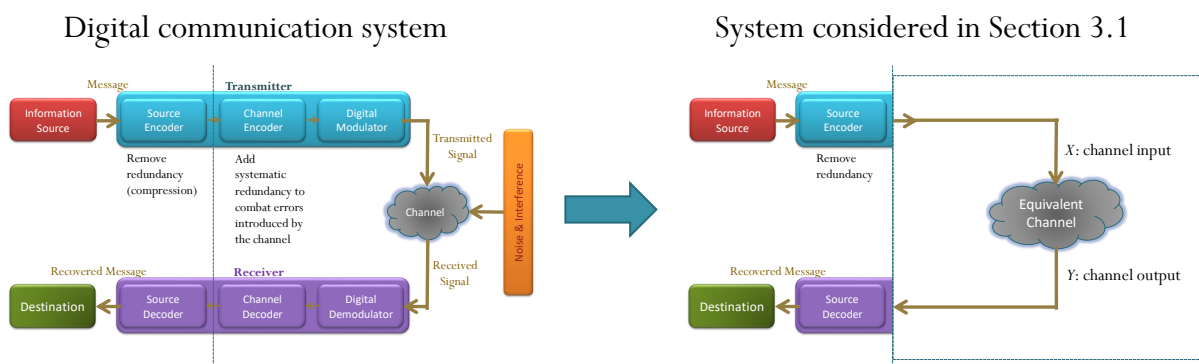 Digital communication system
Message
Transmitter
Information
Source
Source
Encoder
Channel
Encoder
Digital
Modulator
Remove
redundancy
(compression)
Add
systematic
redundancy to
combat errors
introduced by
the channel
Transmitted
Signal
Channel
Noise & Interference
Received
Signal
Recovered Message
Receiver
Destination
Source
Decoder
Channel
Decoder
Digital
Demodulator
System considered in Section 3.1
Message
Information
Source
Source
Encoder
Remove
redundancy
X: channel input
Equivalent
Channel
Y: channel output
Recovered Message
Destination
Source
Decoder